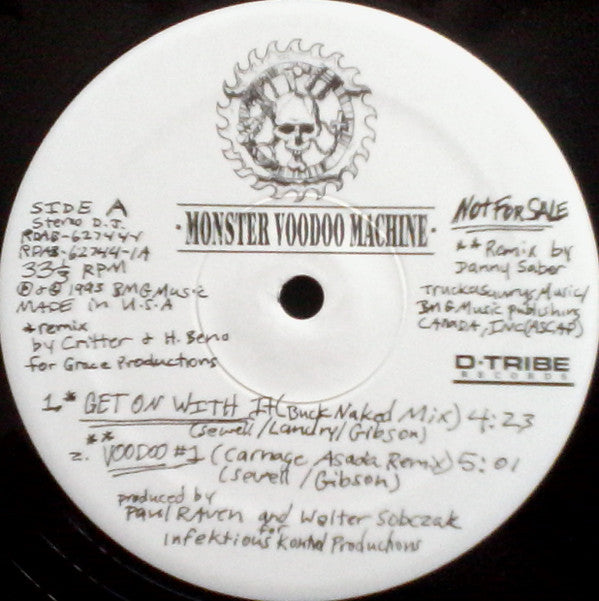 SIDE A
Stereo D.J.
RDAB-62744-1
RDAB-62744-1A
33⅓ RPM
Ⓟ & © 1995 BMG Music
MADE in U.S.A
*remix
by Critter & H. Beno
for Grace Productions
· MONSTER VOODOO MACHINE ·
NOT FOR SALE
** Remix by
Danny Saber
Music/
BMG Music publishing
CANADA, INC(ASCAP)
D-TRIBE
RECORDS
1.* GET ON WITH It (Buck Naked Mix) 4:23
(Sewell/Landry/Gibson)
**
2. VOODOO #1 (Carnage Asada Remix) 5:01
(Sewell/Gibson)
produced by
Paul RAven and Walter Sobczak
for
Infektious Kontrol Productions